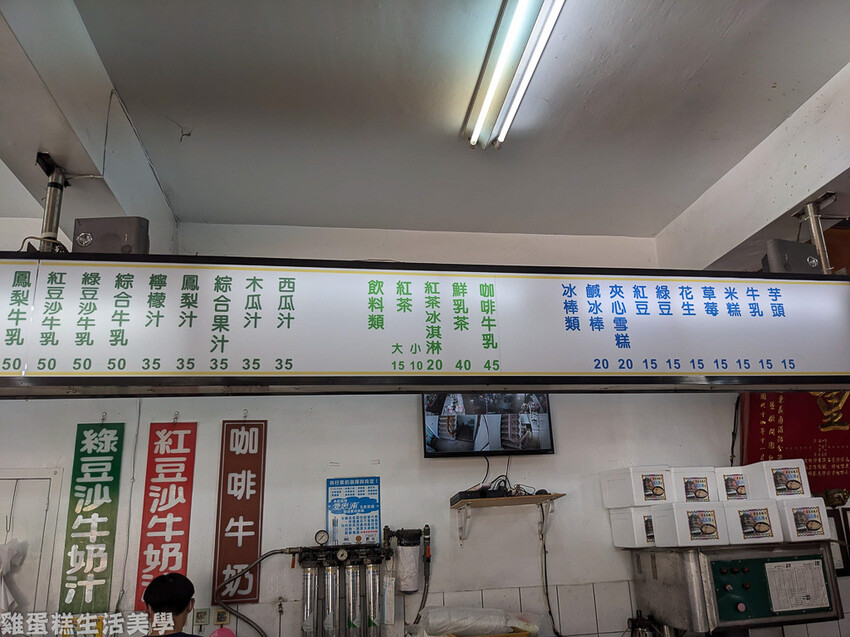 鳳梨牛乳 50
紅豆沙牛乳 50
綠豆沙牛乳 50
綜合牛乳 50
檸檬汁 35
鳳梨汁 35
綜合果汁 35
木瓜汁 35
西瓜汁 35
飲料類
紅茶 大15 小10
紅茶冰淇淋 20
鮮乳茶 40
咖啡牛乳 45
冰棒類
鹹冰棒 20
夾心雪糕 20
紅豆 15
綠豆 15
花生 15
草莓 15
米糕 15
牛乳 15
芋頭 15
綠豆沙牛奶汁
紅豆沙牛奶汁
咖啡牛奶
雞蛋糕生活美學